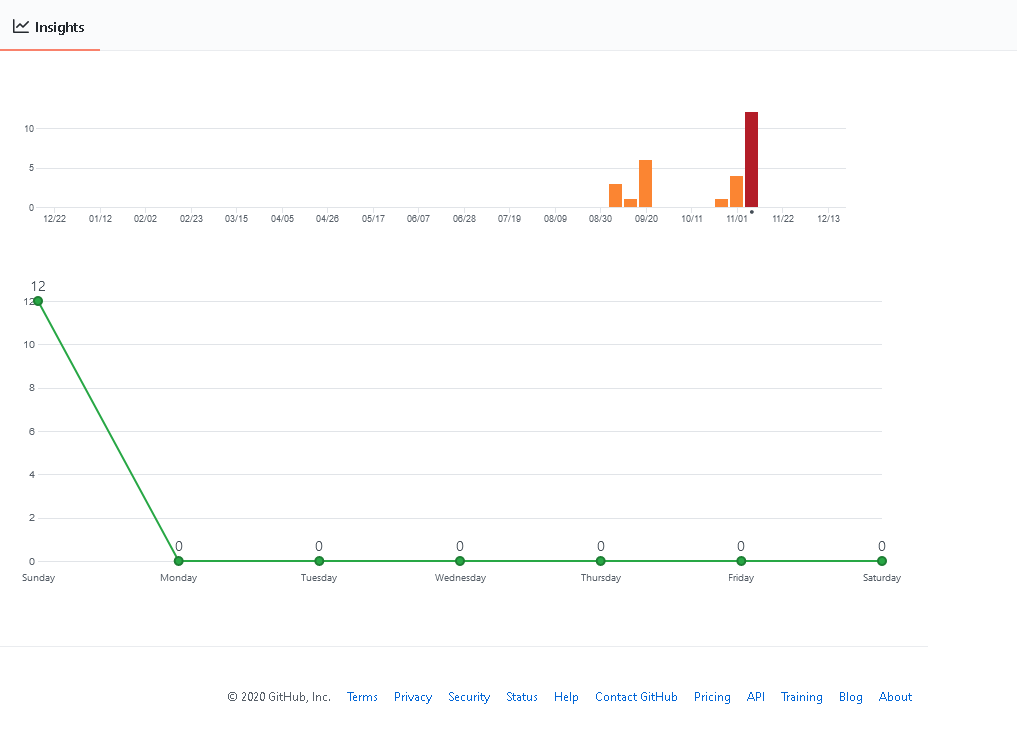 Insights
10
5
0
12/22 01/12 02/02 02/23 03/15 04/05 04/26 05/17 06/07 06/28 07/19 08/09 08/30 09/20 10/11 11/01 11/22 12/13
12
12
10
8
6
4
2
0 0 0 0 0 0
0
Sunday Monday Tuesday Wednesday Thursday Friday Saturday
© 2020 GitHub, Inc. Terms Privacy Security Status Help Contact GitHub Pricing API Training Blog About